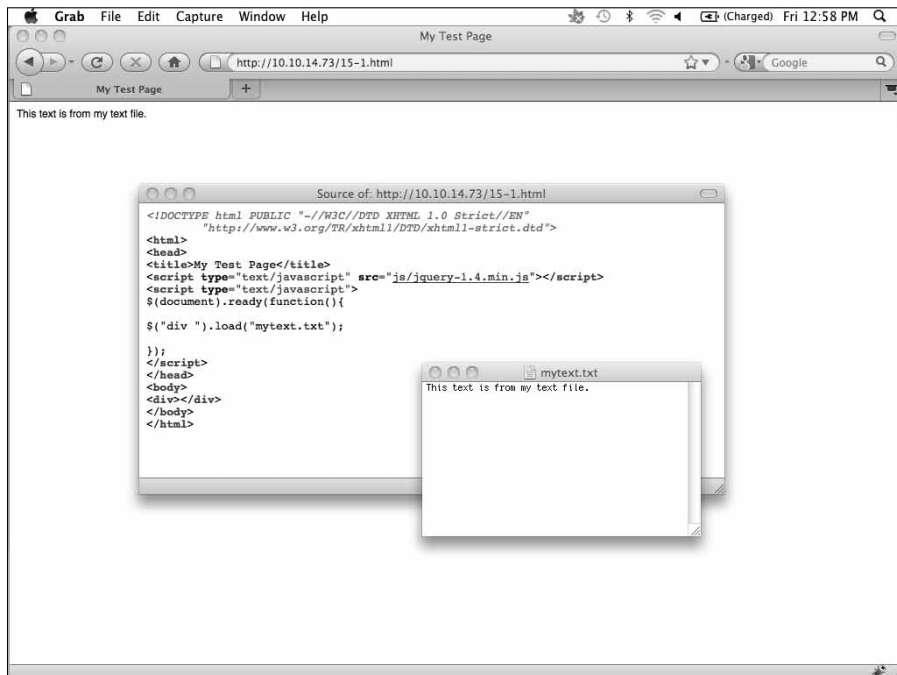 Grab File Edit Capture Window Help (Charged) Fri 12:58 PM
My Test Page
http://10.10.14.73/15-1.html Google
My Test Page +
This text is from my text file.
Source of: http://10.10.14.73/15-1.html
<!DOCTYPE html PUBLIC "-//W3C//DTD XHTML 1.0 Strict//EN"
"http://www.w3.org/TR/xhtml1/DTD/xhtml1-strict.dtd">
<html>
<head>
<title>My Test Page</title>
<script type="text/javascript" src="js/jquery-1.4.min.js"></script>
<script type="text/javascript">
$(document).ready(function(){
$("div ").load("mytext.txt");
});
</script>
</head>
<body>
<div></div>
</body>
</html>
mytext.txt
This text is from my text file.